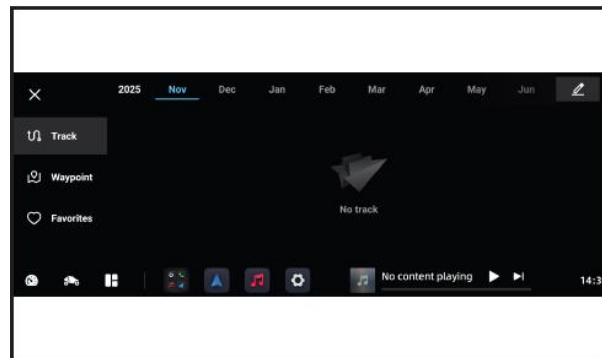 2025 Nov Dec Jan Feb Mar Apr May Jun
Track
Waypoint
Favorites
No track
No content playing
14:3